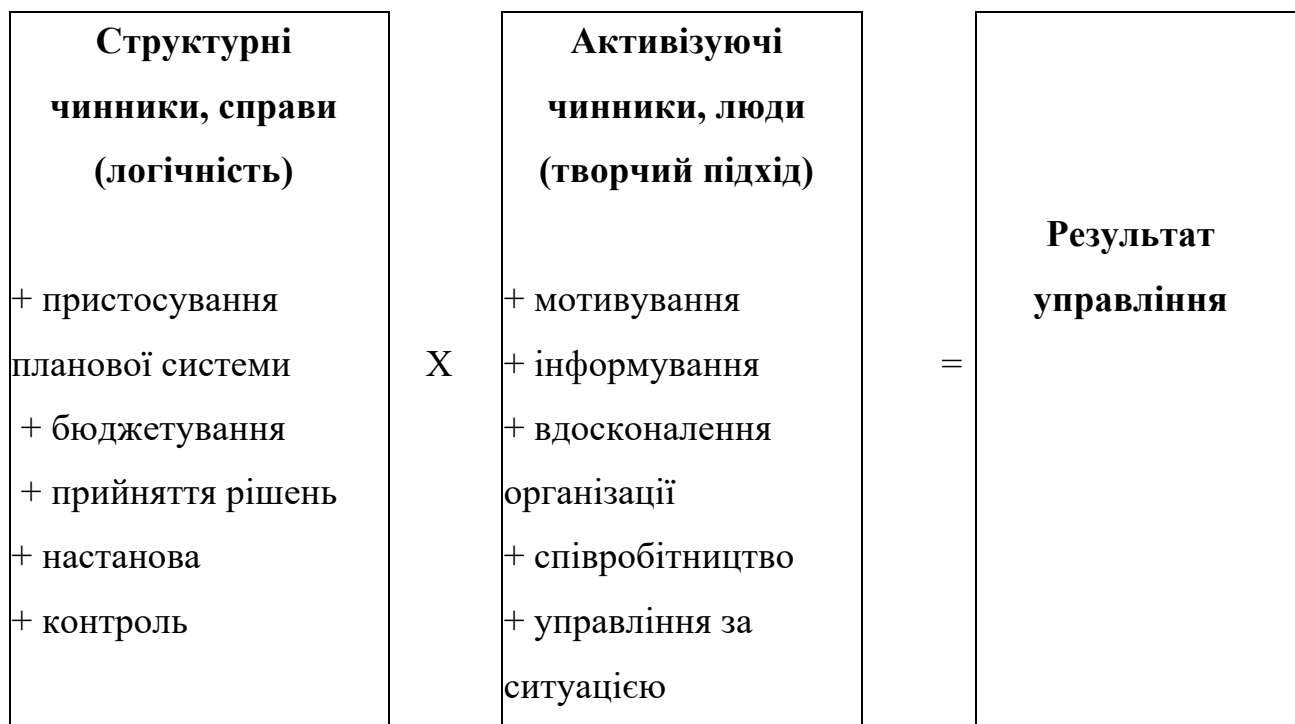 Структурні
чинники, справи
(логічність)
+ пристосування
планової системи
+ бюджетування
+ прийняття рішень
+ настанова
+ контроль
X
Активізуючі
чинники, люди
(творчий підхід)
+ мотивування
+ інформування
+ вдосконалення
організації
+ співробітництво
+ управління за
ситуацією
=
Результат
управління